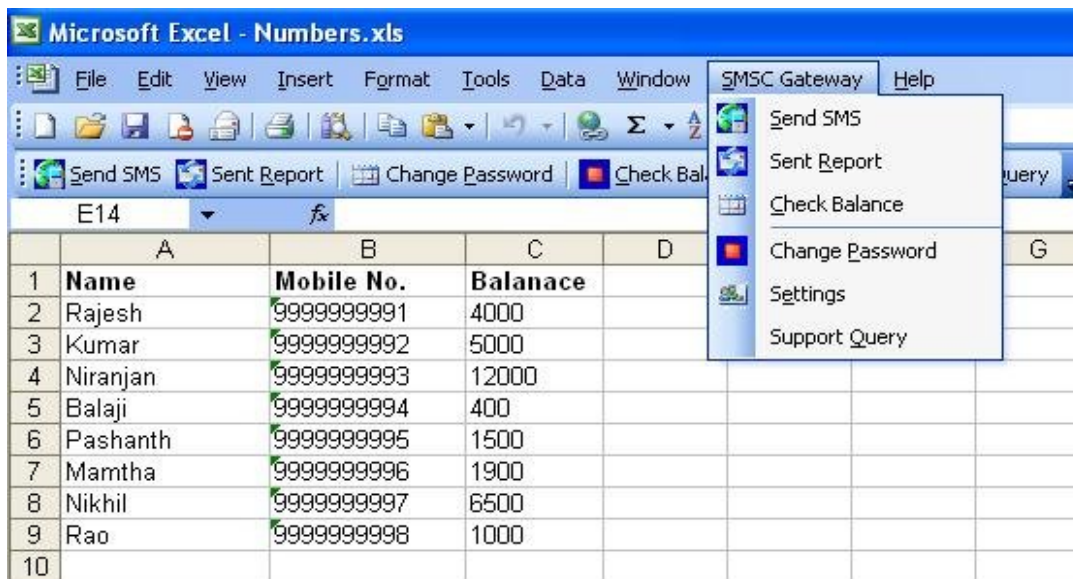 Microsoft Excel - Numbers.xls
File Edit View Insert Format Tools Data Window SMSC Gateway Help
Send SMS
Sent Report
Check Balance
Change Password
Settings
Support Query
Send SMS Sent Report Change Password Check Bal
E14 fx
A B C D G
1 Name Mobile No. Balanace
2 Rajesh 9999999991 4000
3 Kumar 9999999992 5000
4 Niranjan 9999999993 12000
5 Balaji 9999999994 400
6 Pashanth 9999999995 1500
7 Mamtha 9999999996 1900
8 Nikhil 9999999997 6500
9 Rao 9999999998 1000
10